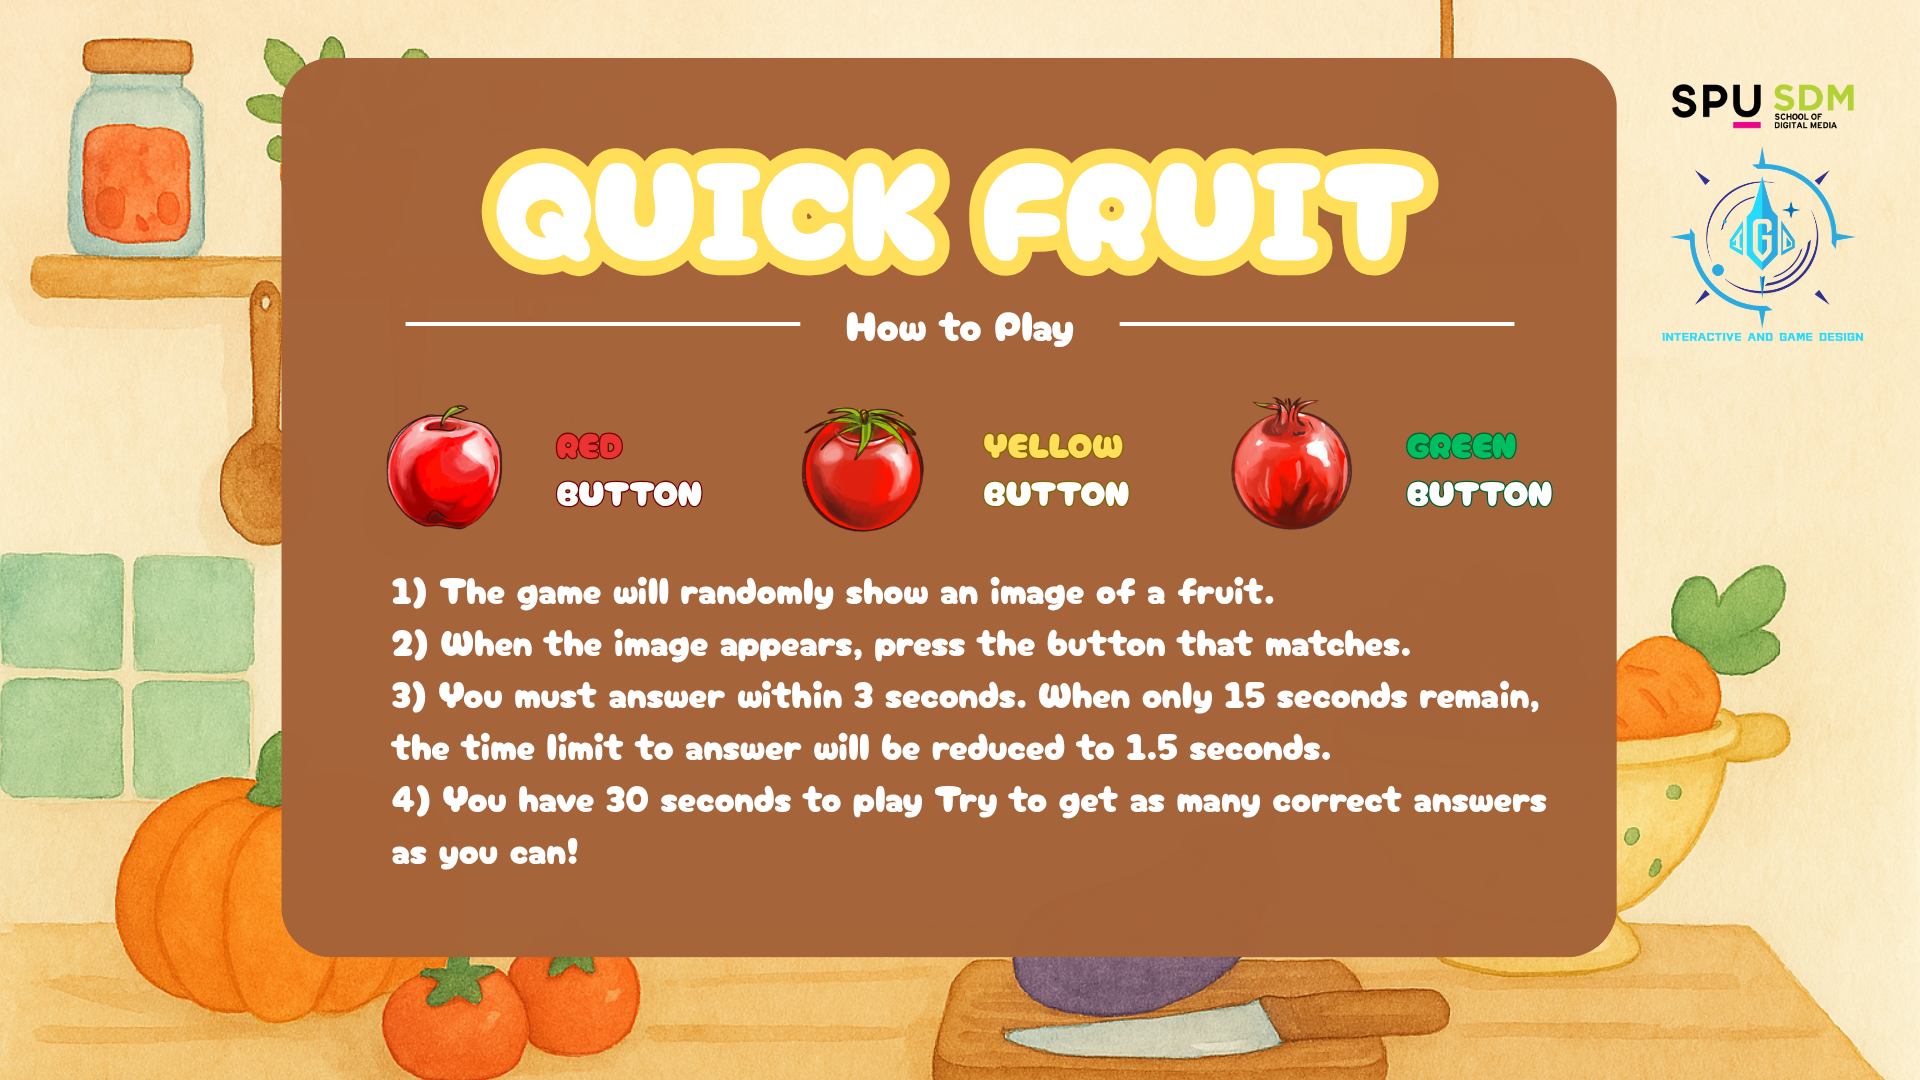 SPU SDM
SCHOOL OF
DIGITAL MEDIA
IGD
INTERACTIVE AND GAME DESIGN
QUICK FRUIT
How to Play
RED
BUTTON
YELLOW
BUTTON
GREEN
BUTTON
1) The game will randomly show an image of a fruit.
2) When the image appears, press the button that matches.
3) You must answer within 3 seconds. When only 15 seconds remain,
the time limit to answer will be reduced to 1.5 seconds.
4) You have 30 seconds to play Try to get as many correct answers
as you can!